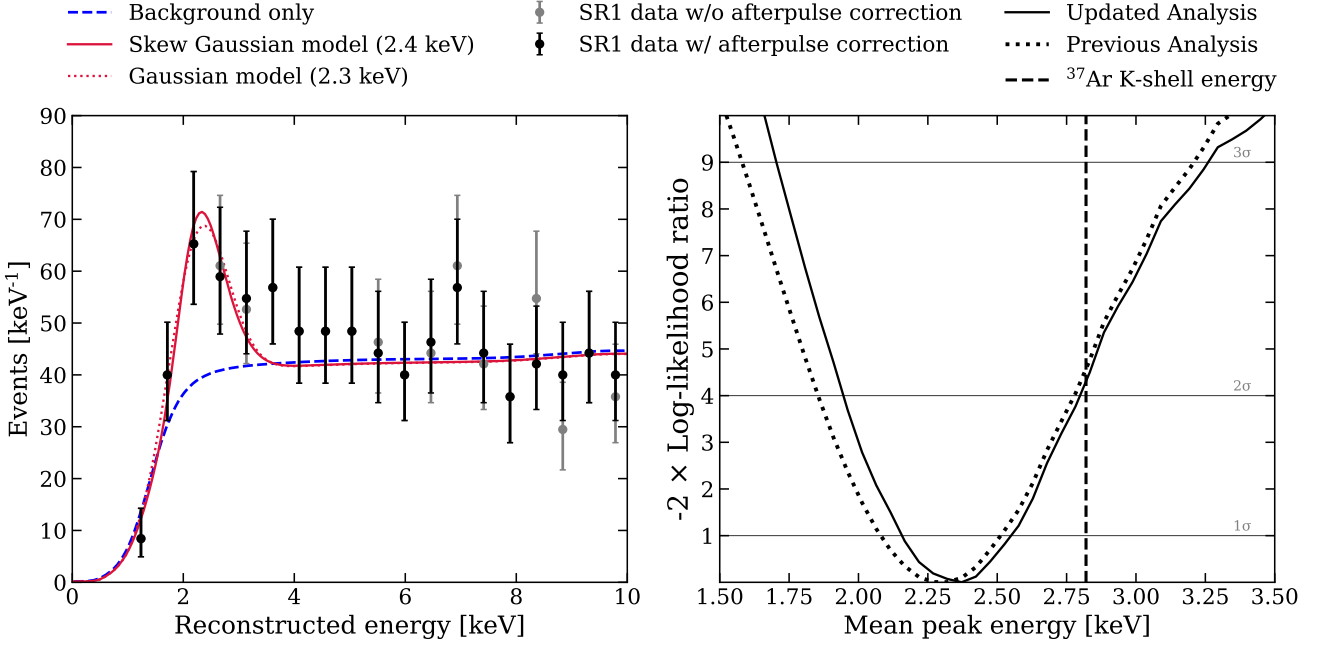 Background only
Skew Gaussian model (2.4 keV)
Gaussian model (2.3 keV)
SR1 data w/o afterpulse correction
SR1 data w/ afterpulse correction
Updated Analysis
Previous Analysis
³⁷Ar K-shell energy
Events [keV⁻¹]
90
80
70
60
50
40
30
20
10
0
0 2 4 6 8 10
Reconstructed energy [keV]
-2 × Log-likelihood ratio
9
8
7
6
5
4
3
2
1
3σ
2σ
1σ
1.50 1.75 2.00 2.25 2.50 2.75 3.00 3.25 3.50
Mean peak energy [keV]